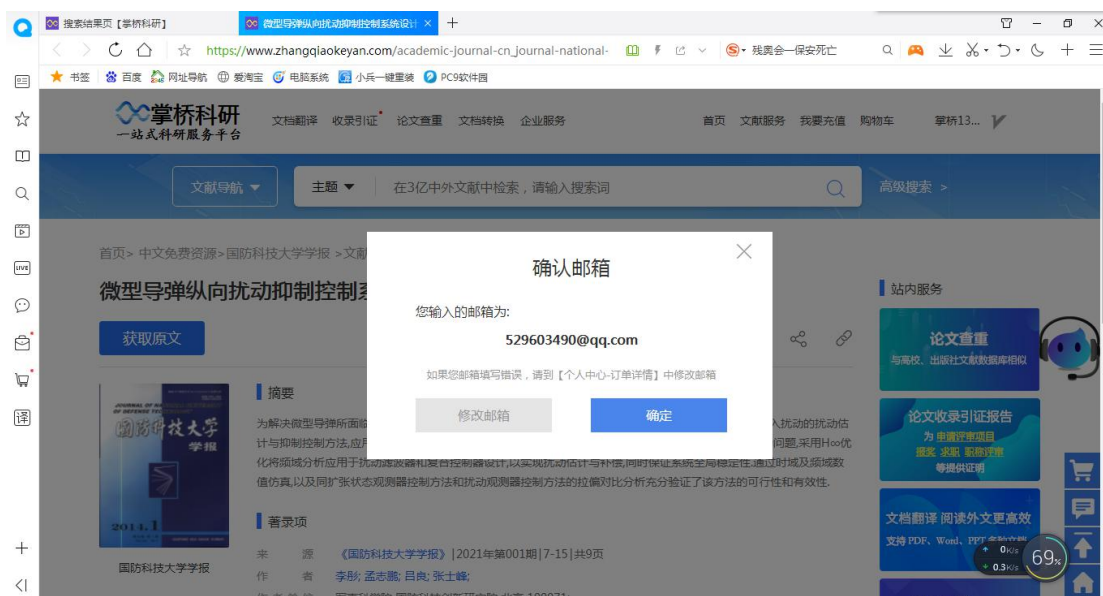 搜索结果页【掌桥科研】
微型导弹纵向扰动抑制控制系统设计
https://www.zhangqiaokeyan.com/academic-journal-cn_journal-national-
残奥会—保安死亡
书签
百度
网址导航
爱淘宝
电脑系统
小兵一键重装
PC9软件园
掌桥科研
一站式科研服务平台
文档翻译 收录引证 论文查重 文档转换 企业服务
首页 文献服务 我要充值 购物车 掌桥13...
文献导航
主题
在3亿中外文献中检索，请输入搜索词
高级搜索 >
首页> 中文免费资源>国防科技大学学报 >文献
确认邮箱
微型导弹纵向扰动抑制控制系
您输入的邮箱为:
529603490@qq.com
如果您邮箱填写错误，请到【个人中心-订单详情】中修改邮箱
修改邮箱
确定
获取原文
站内服务
论文查重
与高校、出版社文献数据库相似
摘要
为解决微型导弹所面临
入扰动的扰动估
计与抑制控制方法,应用
问题,采用H∞优
化将频域分析应用于扰动滤波器和复合控制器设计,以实现扰动估计与补偿,同时保证系统全局稳定性.通过时域及频域数
值仿真,以及同扩张状态观测器控制方法和扰动观测器控制方法的拉偏对比分析充分验证了该方法的可行性和有效性.
论文收录引证报告
为 申请评审项目
报奖 求职 职称评审
等提供证明
国防科技大学
学报
2014.1
国防科技大学学报
著录项
来 源 《国防科技大学学报》|2021年第001期|7-15|共9页
作 者 李彤; 孟志鹏; 吕良; 张士峰;
文档翻译 阅读外文更高效
支持 PDF、Word、PPT
0K/s
0.3K/s
69%
LIVE
译